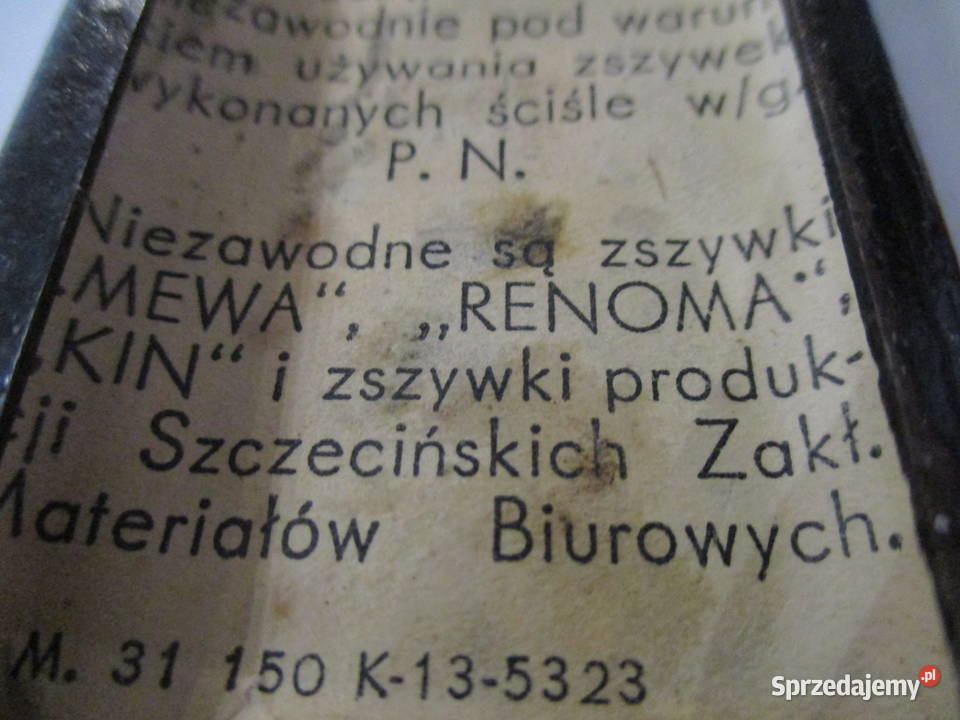 niezawodnie pod warun-
kiem używania zszywek
wykonanych ściśle w/g.
P. N.
Niezawodne są zszywki
„MEWA“, „RENOMA“,
„SKIN“ i zszywki produk-
cji Szczecińskich Zakł.
Materiałów Biurowych.
M. 31 150 K-13-5323
Sprzedajemy.pl